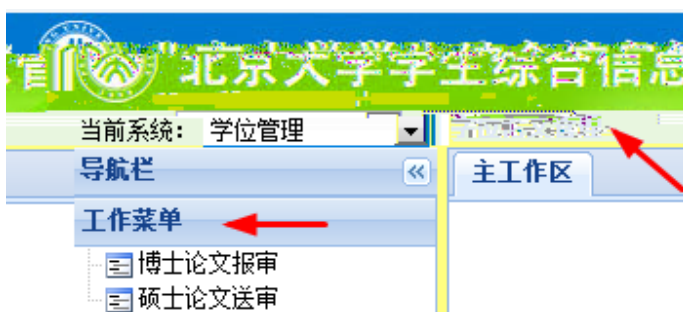 北京大学学生综合信息
当前系统： 学位管理
导航栏
主工作区
工作菜单
博士论文报审
硕士论文送审